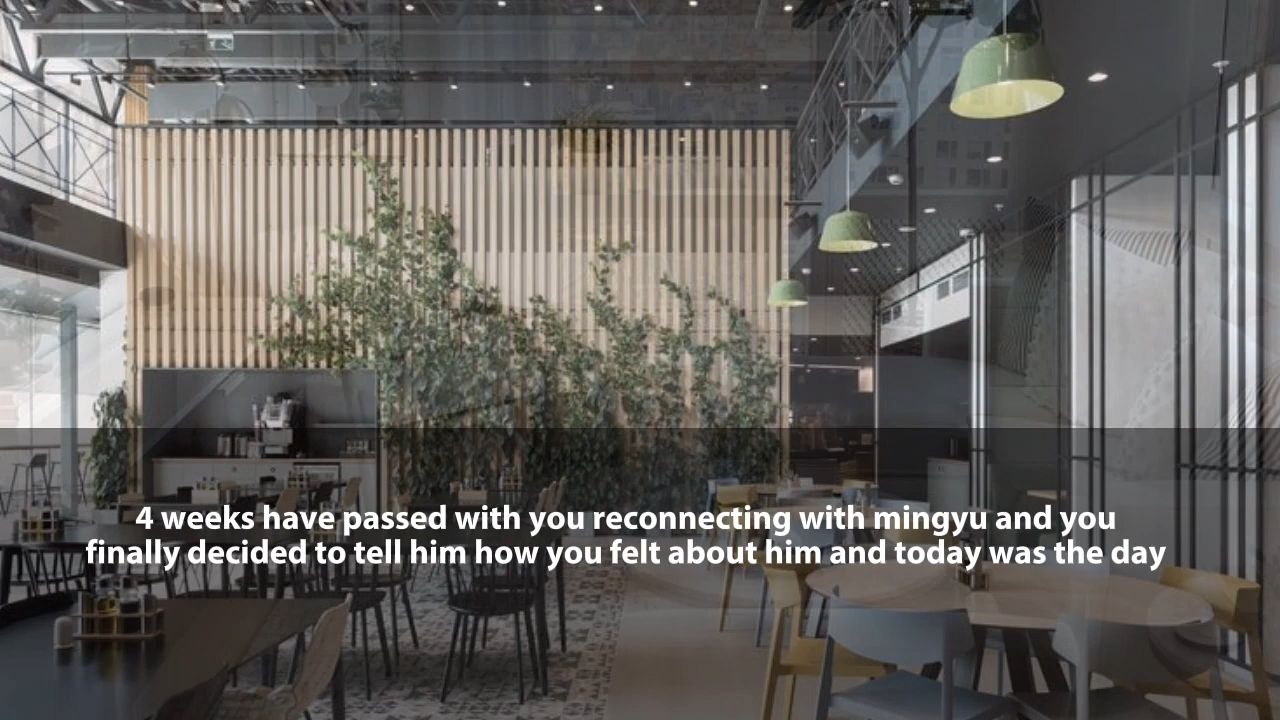 4 weeks have passed with you reconnecting with mingyu and you
finally decided to tell him how you felt about him and today was the day